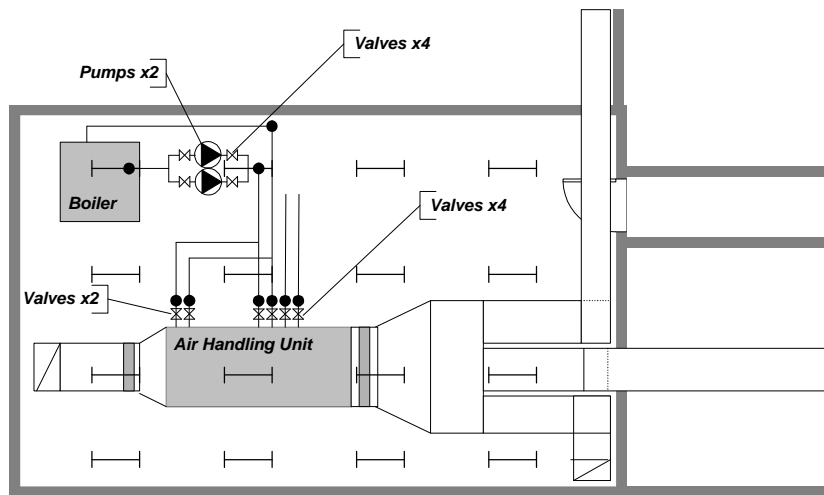 Valves x4
Pumps x2
Boiler
Valves x4
Valves x2
Air Handling Unit